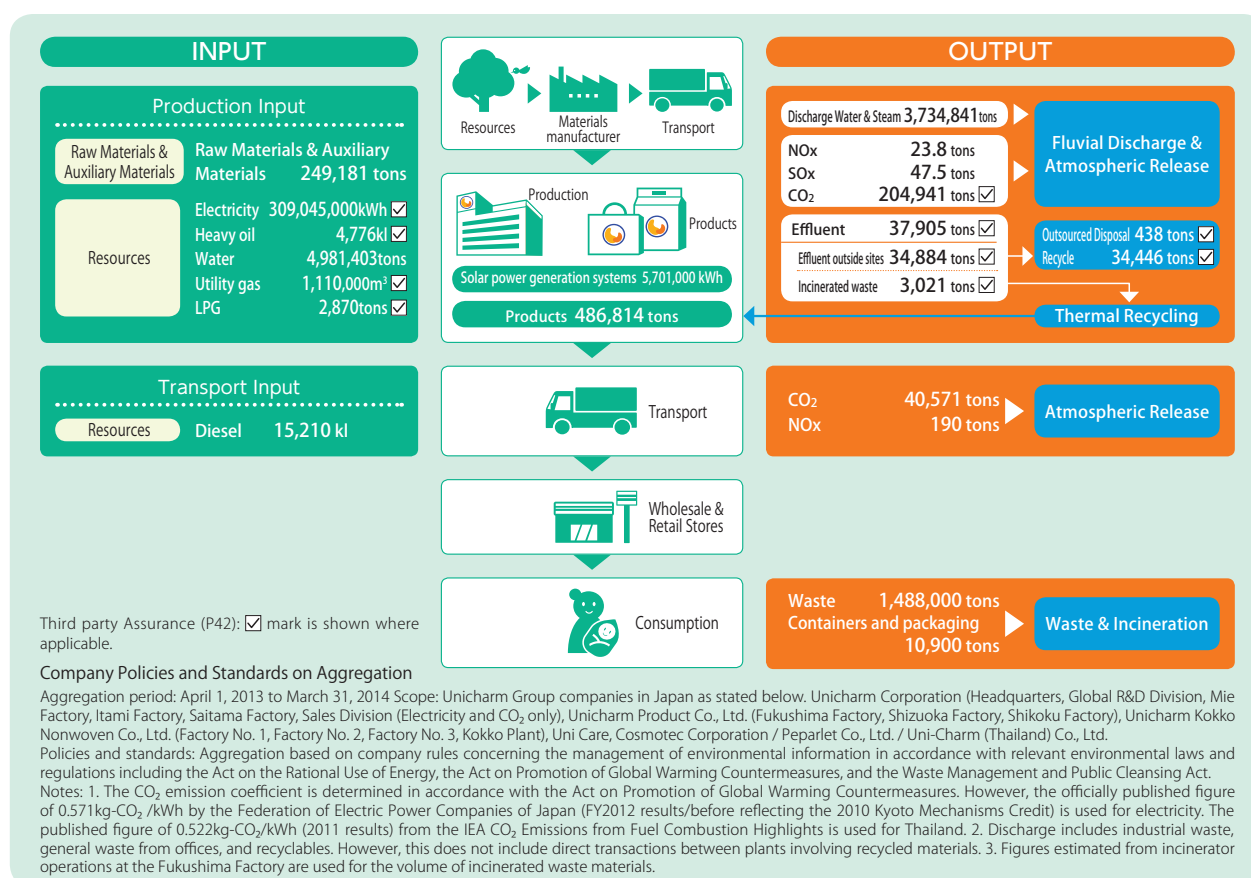 INPUT
Production Input
Raw Materials &
Auxiliary Materials
Raw Materials & Auxiliary
Materials 249,181 tons
Resources
Electricity 309,045,000kWh ☑
Heavy oil 4,776kl ☑
Water 4,981,403tons
Utility gas 1,110,000m³ ☑
LPG 2,870tons ☑
Transport Input
Resources Diesel 15,210 kl
Resources
Materials
manufacturer
Transport
Production
Products
Solar power generation systems 5,701,000 kWh
Products 486,814 tons
Transport
Wholesale &
Retail Stores
Consumption
OUTPUT
Discharge Water & Steam 3,734,841tons
NOx 23.8 tons
SOx 47.5 tons
CO₂ 204,941 tons ☑
Fluvial Discharge &
Atmospheric Release
Effluent 37,905 tons ☑
Effluent outside sites 34,884 tons ☑
Incinerated waste 3,021 tons ☑
Outsourced Disposal 438 tons ☑
Recycle 34,446 tons ☑
Thermal Recycling
CO₂ 40,571 tons
NOx 190 tons
Atmospheric Release
Waste 1,488,000 tons
Containers and packaging
10,900 tons
Waste & Incineration
Third party Assurance (P42): ☑ mark is shown where
applicable.
Company Policies and Standards on Aggregation
Aggregation period: April 1, 2013 to March 31, 2014 Scope: Unicharm Group companies in Japan as stated below. Unicharm Corporation (Headquarters, Global R&D Division, Mie
Factory, Itami Factory, Saitama Factory, Sales Division (Electricity and CO₂ only), Unicharm Product Co., Ltd. (Fukushima Factory, Shizuoka Factory, Shikoku Factory), Unicharm Kokko
Nonwoven Co., Ltd. (Factory No. 1, Factory No. 2, Factory No. 3, Kokko Plant), Uni Care, Cosmotec Corporation / Peparlet Co., Ltd. / Uni-Charm (Thailand) Co., Ltd.
Policies and standards: Aggregation based on company rules concerning the management of environmental information in accordance with relevant environmental laws and
regulations including the Act on the Rational Use of Energy, the Act on Promotion of Global Warming Countermeasures, and the Waste Management and Public Cleansing Act.
Notes: 1. The CO₂ emission coefficient is determined in accordance with the Act on Promotion of Global Warming Countermeasures. However, the officially published figure
of 0.571kg-CO₂ /kWh by the Federation of Electric Power Companies of Japan (FY2012 results/before reflecting the 2010 Kyoto Mechanisms Credit) is used for electricity. The
published figure of 0.522kg-CO₂/kWh (2011 results) from the IEA CO₂ Emissions from Fuel Combustion Highlights is used for Thailand. 2. Discharge includes industrial waste,
general waste from offices, and recyclables. However, this does not include direct transactions between plants involving recycled materials. 3. Figures estimated from incinerator
operations at the Fukushima Factory are used for the volume of incinerated waste materials.